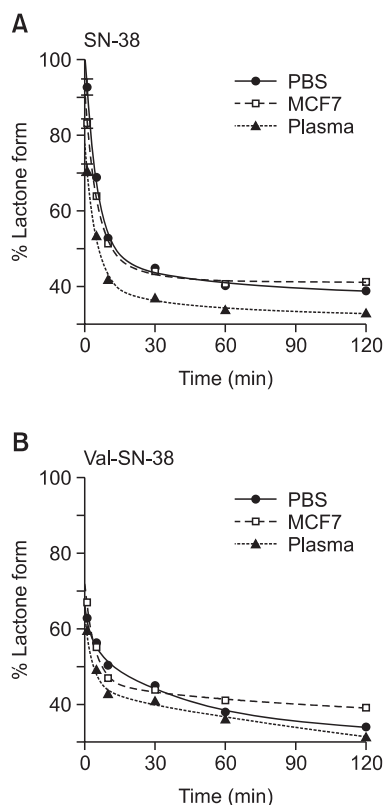 A
SN-38
100
80
60
40
% Lactone form
PBS
MCF7
Plasma
0 30 60 90 120
Time (min)
B
Val-SN-38
100
80
60
40
% Lactone form
PBS
MCF7
Plasma
0 30 60 90 120
Time (min)